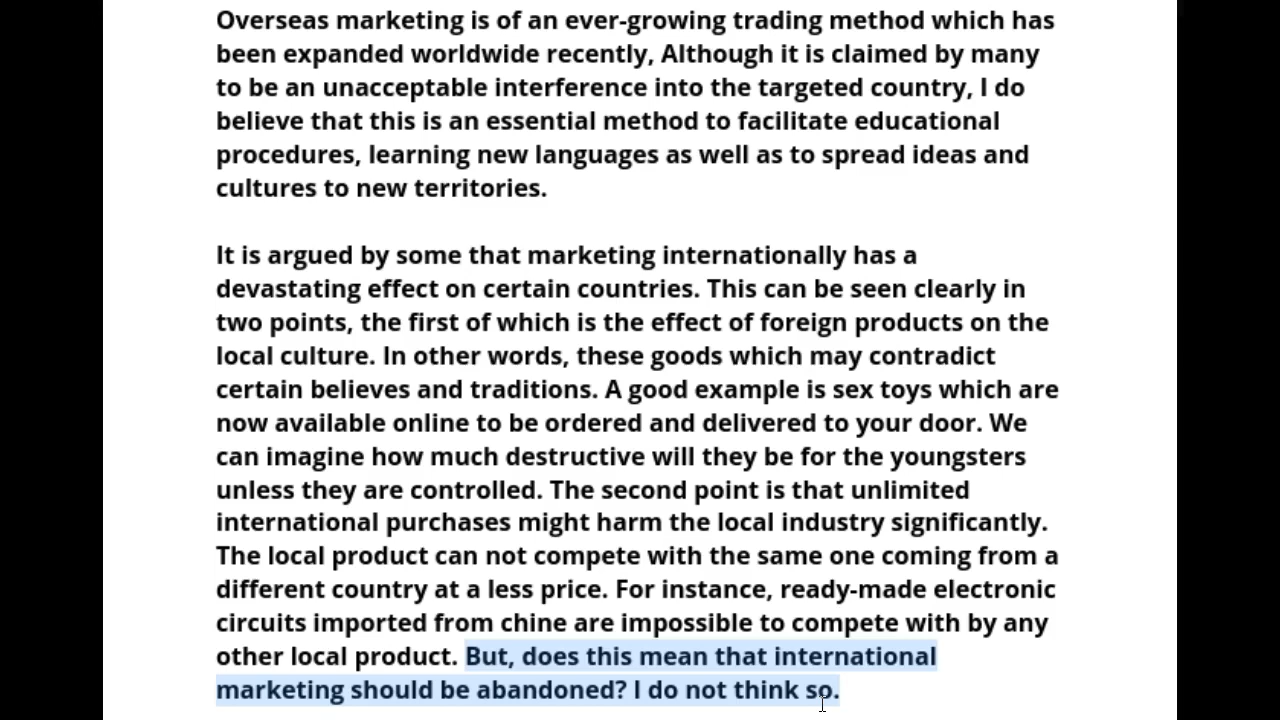 Overseas marketing is of an ever-growing trading method which has
been expanded worldwide recently, Although it is claimed by many
to be an unacceptable interference into the targeted country, I do
believe that this is an essential method to facilitate educational
procedures, learning new languages as well as to spread ideas and
cultures to new territories.
It is argued by some that marketing internationally has a
devastating effect on certain countries. This can be seen clearly in
two points, the first of which is the effect of foreign products on the
local culture. In other words, these goods which may contradict
certain believes and traditions. A good example is sex toys which are
now available online to be ordered and delivered to your door. We
can imagine how much destructive will they be for the youngsters
unless they are controlled. The second point is that unlimited
international purchases might harm the local industry significantly.
The local product can not compete with the same one coming from a
different country at a less price. For instance, ready-made electronic
circuits imported from chine are impossible to compete with by any
other local product. But, does this mean that international
marketing should be abandoned? I do not think so.